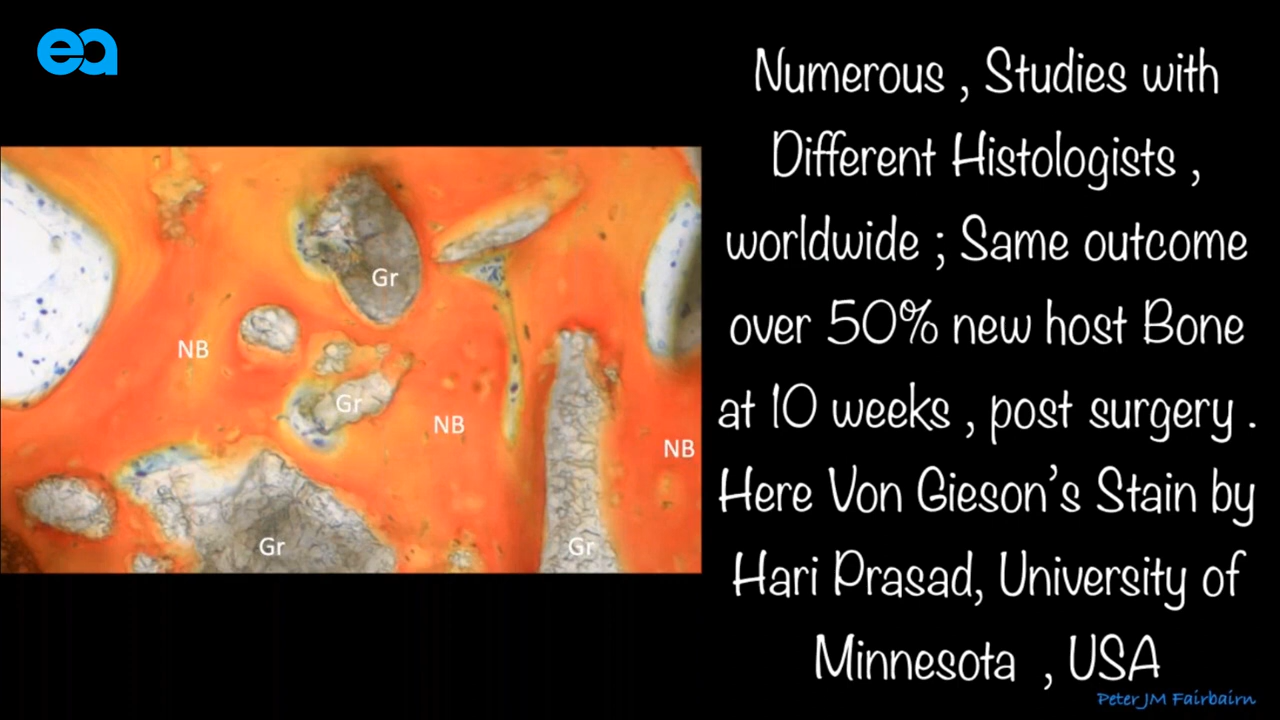 ea
Numerous , Studies with
Different Histologists ,
worldwide ; Same outcome
over 50% new host Bone
at 10 weeks , post surgery .
Here Von Gieson's Stain by
Hari Prasad, University of
Minnesota , USA
Peter JM Fairbairn
Gr
NB
Gr
NB
NB
Gr
Gr